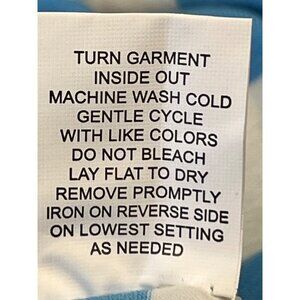 TURN GARMENT
INSIDE OUT
MACHINE WASH COLD
GENTLE CYCLE
WITH LIKE COLORS
DO NOT BLEACH
LAY FLAT TO DRY
REMOVE PROMPTLY
IRON ON REVERSE SIDE
ON LOWEST SETTING
AS NEEDED